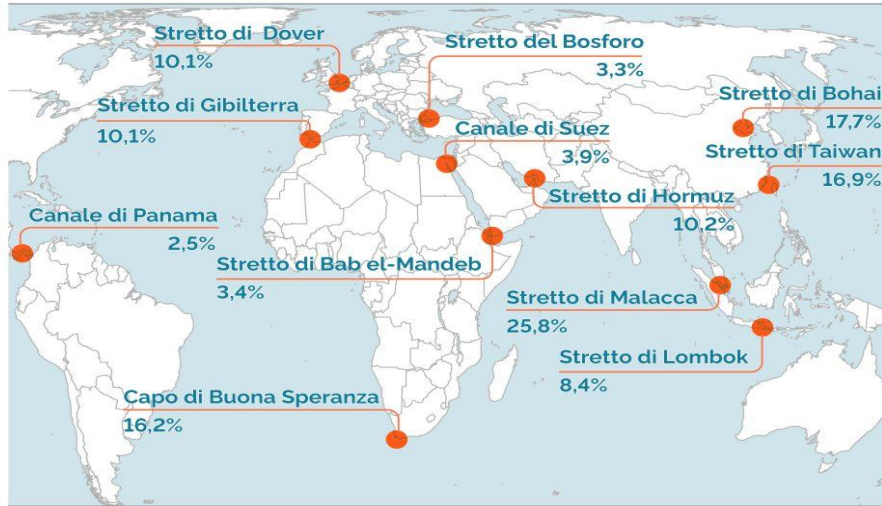 Stretto di Dover
10,1%
Stretto del Bosforo
3,3%
Stretto di Gibilterra
10,1%
Stretto di Bohai
17,7%
Canale di Suez
3,9%
Stretto di Taiwan
16,9%
Stretto di Hormuz
10,2%
Canale di Panama
2,5%
Stretto di Bab el-Mandeb
3,4%
Stretto di Malacca
25,8%
Stretto di Lombok
8,4%
Capo di Buona Speranza
16,2%